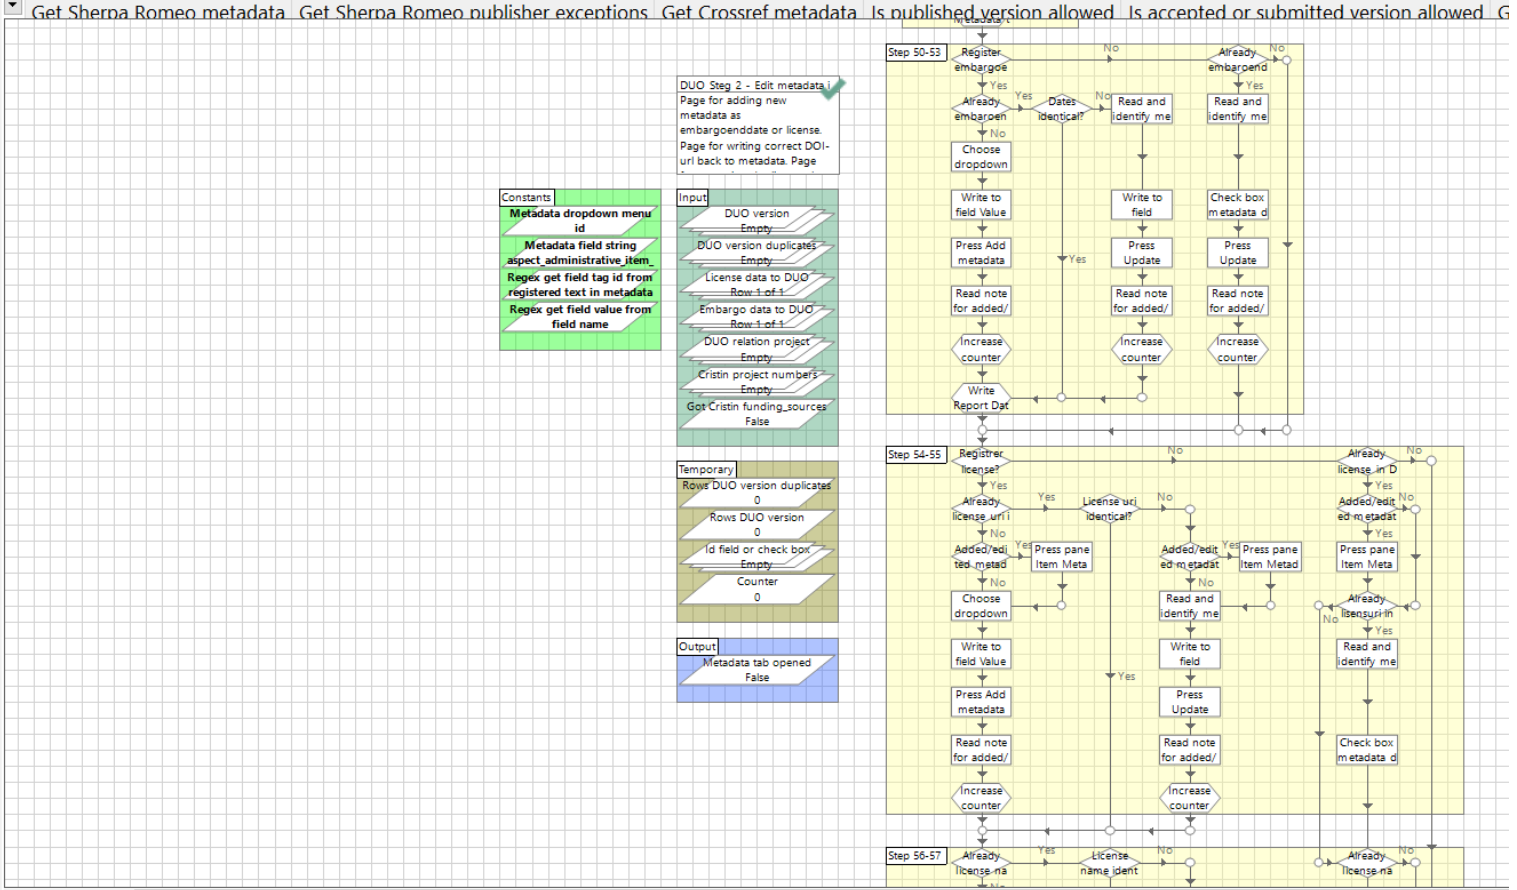 Get Sherpa Romeo metadata
Get Sherpa Romeo publisher exceptions
Get Crossref metadata
Is published version allowed
Is accepted or submitted version allowed
G
DUO Steg 2 - Edit metadata i
Page for adding new
metadata as
embargoenddate or license.
Page for writing correct DOI-
url back to metadata. Page
Constants
Metadata dropdown menu
id
Metadata field string
aspect_administrative_item_
Regex get field tag id from
registered text in metadata
Regex get field value from
field name
Input
DUO version
Empty
DUO version duplicates
Empty
License data to DUO
Row 1 of 1
Embargo data to DUO
Row 1 of 1
DUO relation project
Empty
Cristin project numbers
Empty
Got Cristin funding_sources
False
Temporary
Rows DUO version duplicates
0
Rows DUO version
0
Id field or check box
Empty
Counter
0
Output
Metadata tab opened
False
Step 50-53
Register
embargoe
No
Already
embaroend
No
Yes
Yes
Already
embaroen
Yes
Dates
identical?
No
Read and
identify me
Read and
identify me
No
Choose
dropdown
Write to
field Value
Write to
field
Check box
metadata d
Press Add
metadata
Yes
Press
Update
Press
Update
Read note
for added/
Read note
for added/
Read note
for added/
Increase
counter
Increase
counter
Increase
counter
Write
Report Dat
Step 54-55
Registrer
license?
No
Already
license in D
No
Yes
Yes
Already
license_uri i
Yes
License uri
identical?
No
Added/edit
ed metadat
No
No
Yes
Added/edi
ted metad
Yes
Press pane
Item Meta
Added/edit
ed metadat
Yes
Press pane
Item Metad
Press pane
Item Meta
No
No
Choose
dropdown
Read and
identify me
Already
lisensuri in
No
Yes
Write to
field Value
Write to
field
Read and
identify me
Yes
Press Add
metadata
Press
Update
Read note
for added/
Read note
for added/
Check box
metadata d
Increase
counter
Increase
counter
Step 56-57
Already
license na
Yes
License
name ident
No
Already
license na
No